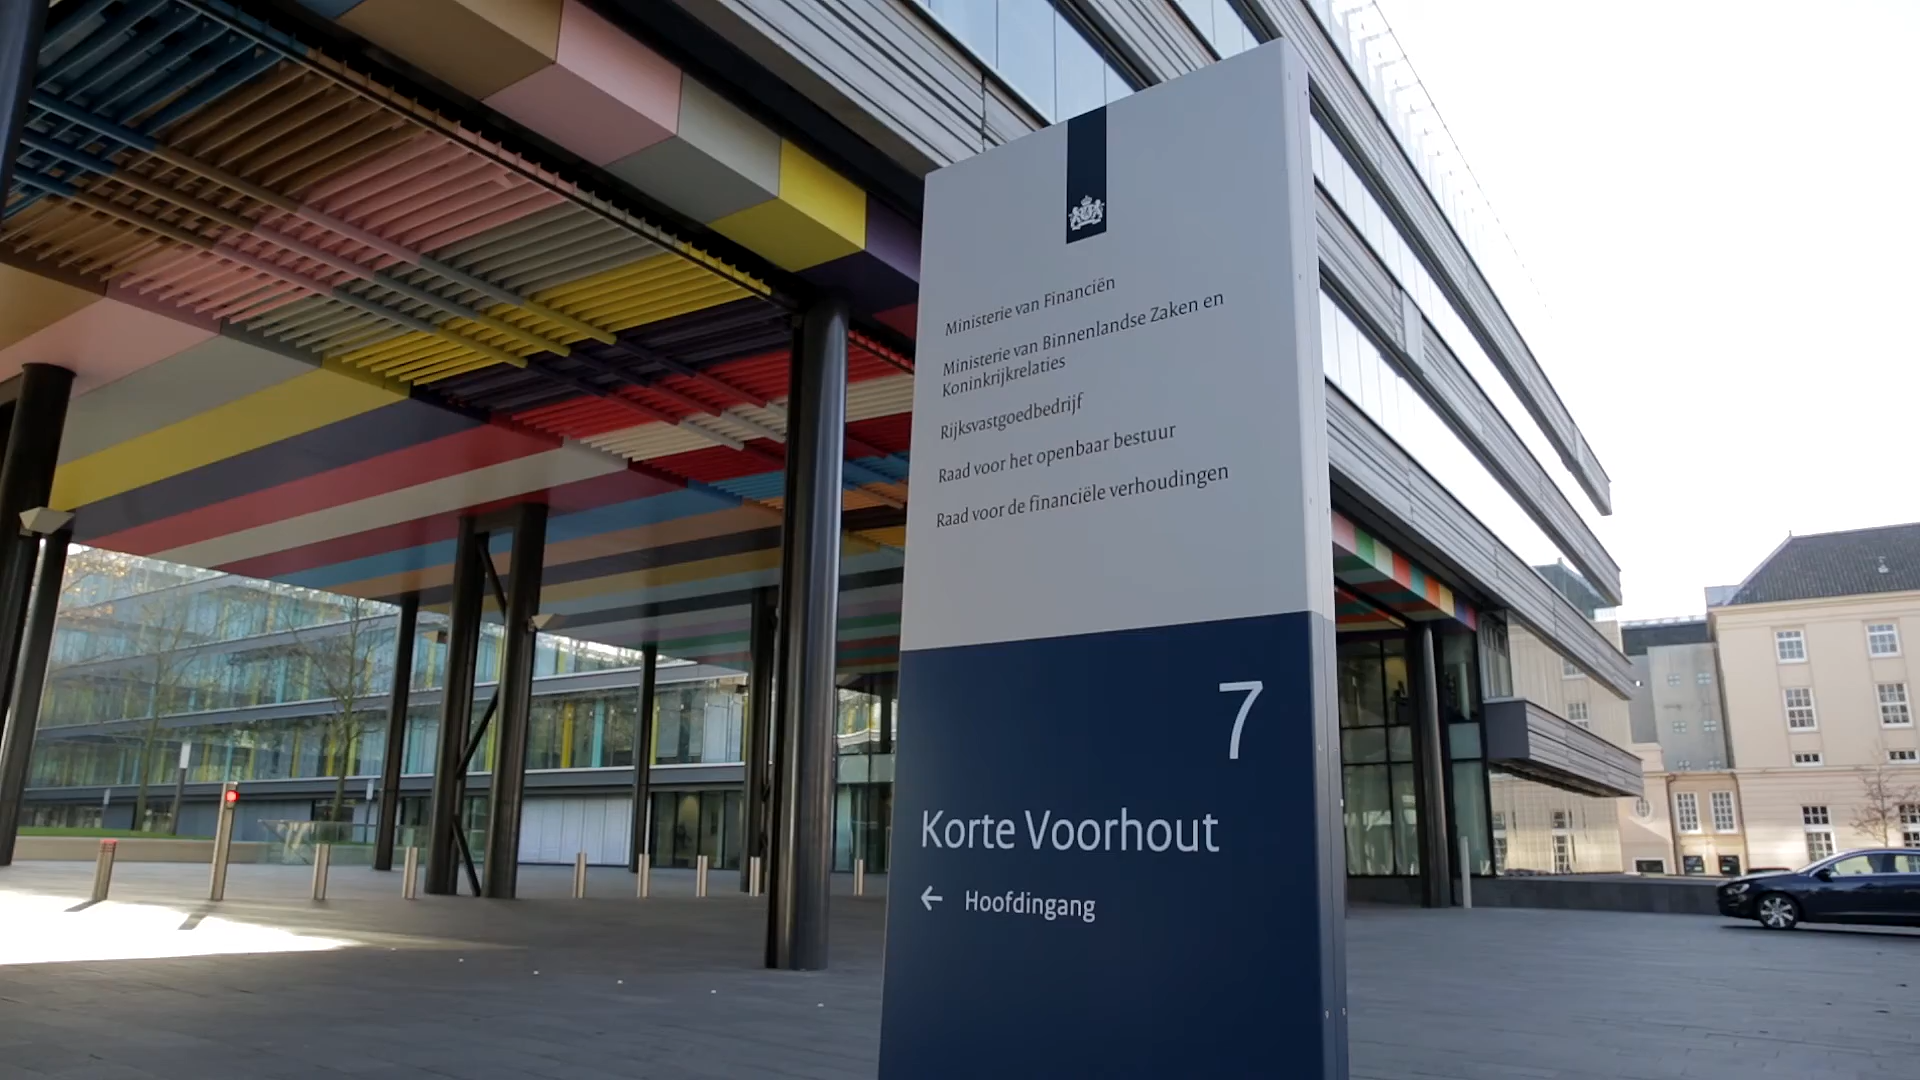 Ministerie van Financiën
Ministerie van Binnenlandse Zaken en
Koninkrijkrelaties
Rijksvastgoedbedrijf
Raad voor het openbaar bestuur
Raad voor de financiële verhoudingen
7
Korte Voorhout
← Hoofdingang